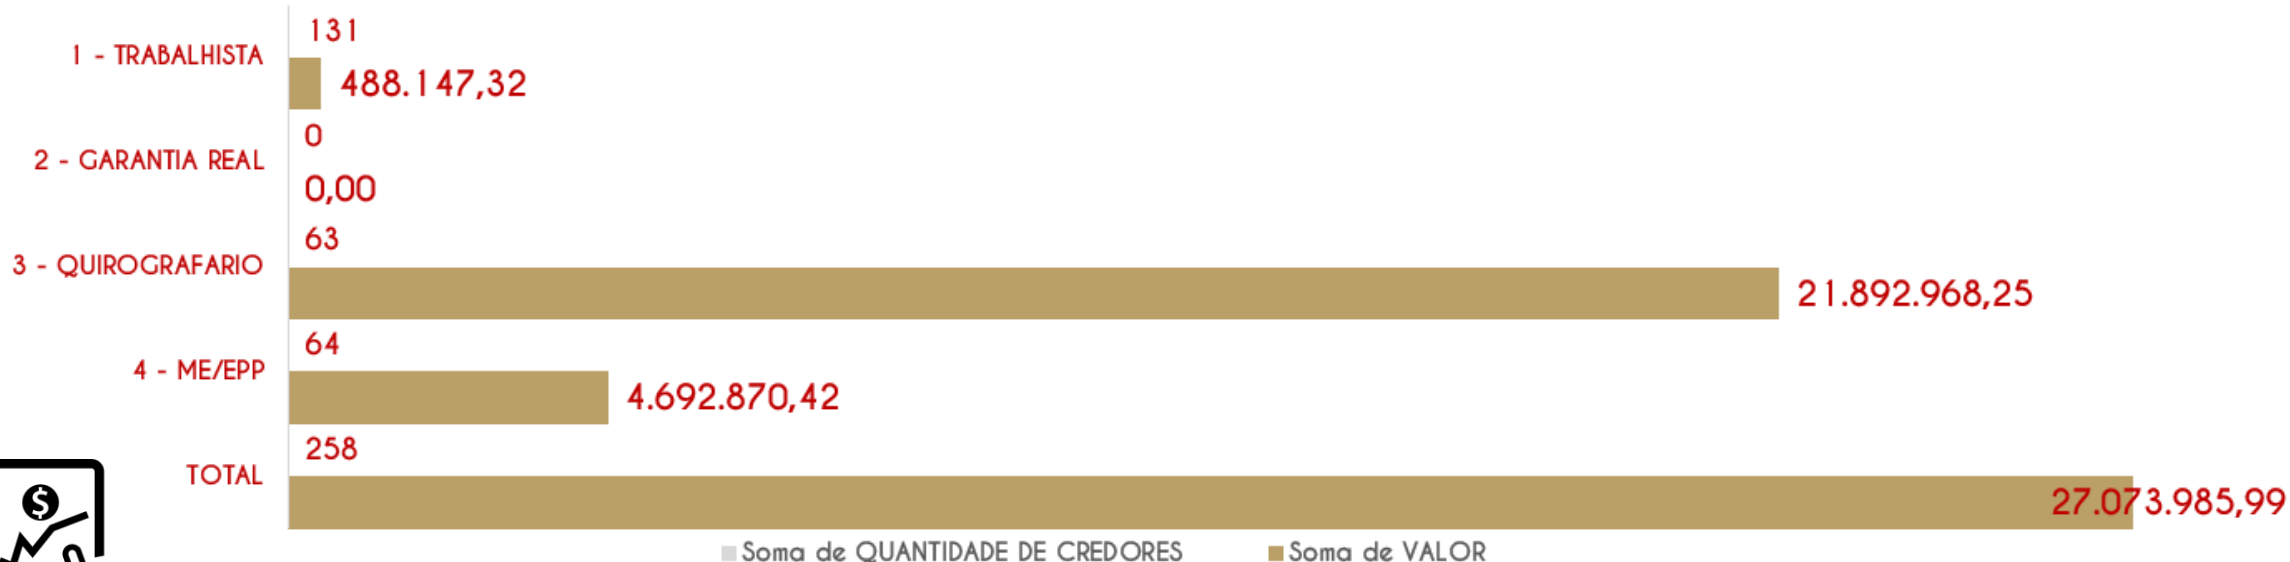 131
1 - TRABALHISTA
488.147,32
0
2 - GARANTIA REAL
0,00
63
3 - QUIROGRAFARIO
21.892.968,25
64
4 - ME/EPP
4.692.870,42
258
TOTAL
27.073.985,99
$
Soma de QUANTIDADE DE CREDORES
Soma de VALOR